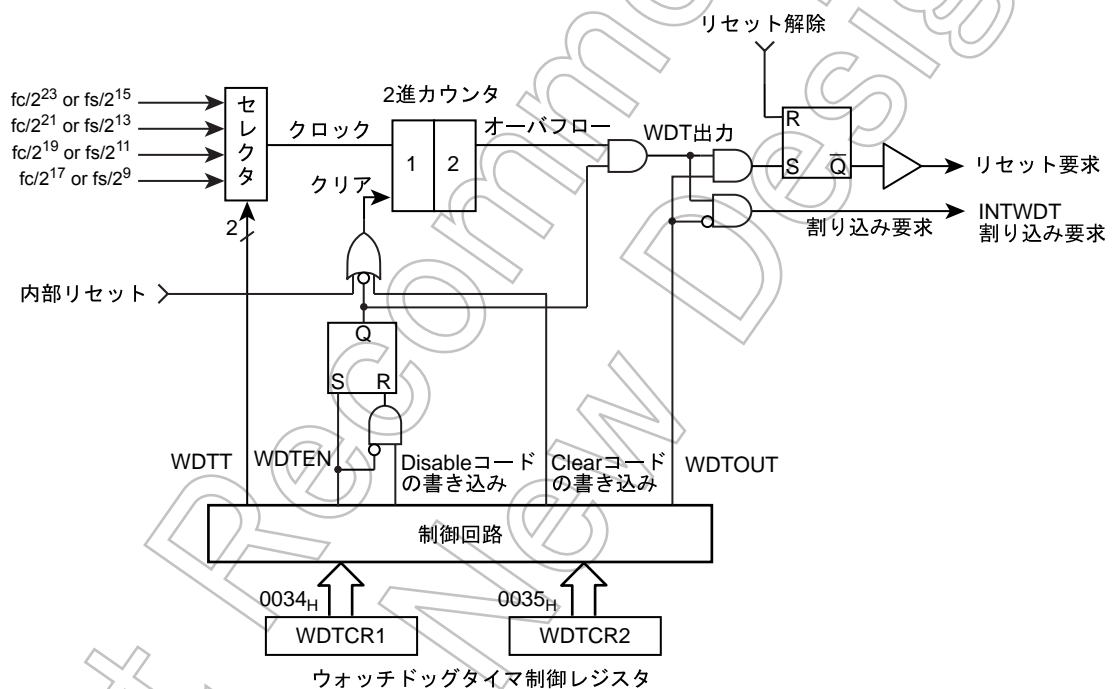 リセット解除
fc/2^23 or fs/2^15
fc/2^21 or fs/2^13
fc/2^19 or fs/2^11
fc/2^17 or fs/2^9
セレクタ
クロック
2進カウンタ
1 2
オーバフロー
WDT出力
R
S
Q̅
リセット要求
INTWDT
割り込み要求
割り込み要求
クリア
2
内部リセット
Q
S R
WDTT
WDTEN
Disableコード
の書き込み
Clearコード
の書き込み
WDTOUT
制御回路
0034H
0035H
WDTCR1
WDTCR2
ウォッチドッグタイマ制御レジスタ
Recomm
New Desig